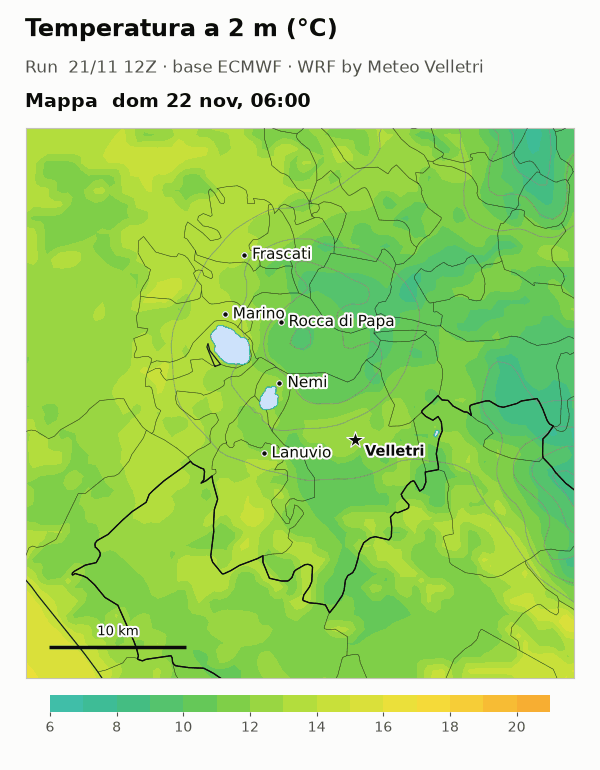 Temperatura a 2 m (°C)
Run  21/11 12Z · base ECMWF · WRF by Meteo Velletri
Mappa  dom 22 nov, 06:00
Frascati
Marino
Rocca di Papa
Nemi
Velletri
Lanuvio
10 km
6 8 10 12 14 16 18 20